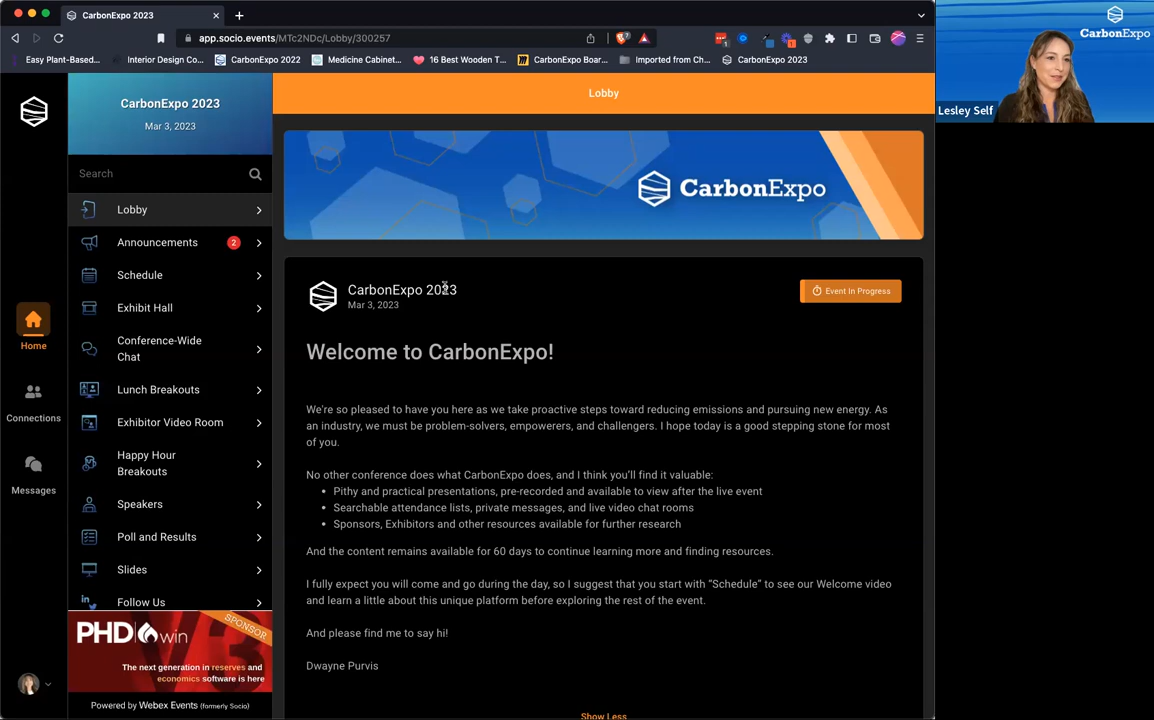 CarbonExpo 2023
app.socio.events/MTc2NDc/Lobby/300257
1
Easy Plant-Based...
Interior Design Co...
CarbonExpo 2022
Medicine Cabinet...
16 Best Wooden T...
CarbonExpo Boar...
Imported from Ch...
CarbonExpo 2023
CarbonExpo
Lesley Self
CarbonExpo 2023
Mar 3, 2023
Search
Lobby
Announcements
2
Schedule
Exhibit Hall
Conference-Wide
Chat
Lunch Breakouts
Exhibitor Video Room
Happy Hour
Breakouts
Speakers
Poll and Results
Slides
Follow Us
Home
Connections
Messages
SPONSOR
PHDwin
The next generation in reserves and
economics software is here
Powered by Webex Events (formerly Socio)
Lobby
CarbonExpo
CarbonExpo 2023
Mar 3, 2023
Event In Progress
Welcome to CarbonExpo!
We're so pleased to have you here as we take proactive steps toward reducing emissions and pursuing new energy. As
an industry, we must be problem-solvers, empowerers, and challengers. I hope today is a good stepping stone for most
of you.
No other conference does what CarbonExpo does, and I think you'll find it valuable:
• Pithy and practical presentations, pre-recorded and available to view after the live event
• Searchable attendance lists, private messages, and live video chat rooms
• Sponsors, Exhibitors and other resources available for further research
And the content remains available for 60 days to continue learning more and finding resources.
I fully expect you will come and go during the day, so I suggest that you start with "Schedule" to see our Welcome video
and learn a little about this unique platform before exploring the rest of the event.
And please find me to say hi!
Dwayne Purvis
Show Less